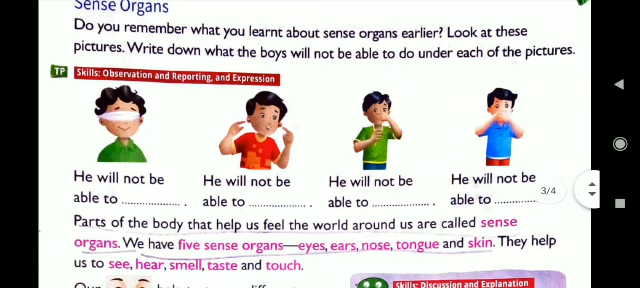 Sense Organs
Do you remember what you learnt about sense organs earlier? Look at these
pictures. Write down what the boys will not be able to do under each of the pictures.
TP Skills: Observation and Reporting, and Expression
He will not be
able to ................. .
He will not be
able to ................. .
He will not be
able to ................. .
He will not be
able to ............
3/4
Parts of the body that help us feel the world around us are called sense
organs. We have five sense organs—eyes, ears, nose, tongue and skin. They help
us to see, hear, smell, taste and touch.
Skills: Discussion and Explanation